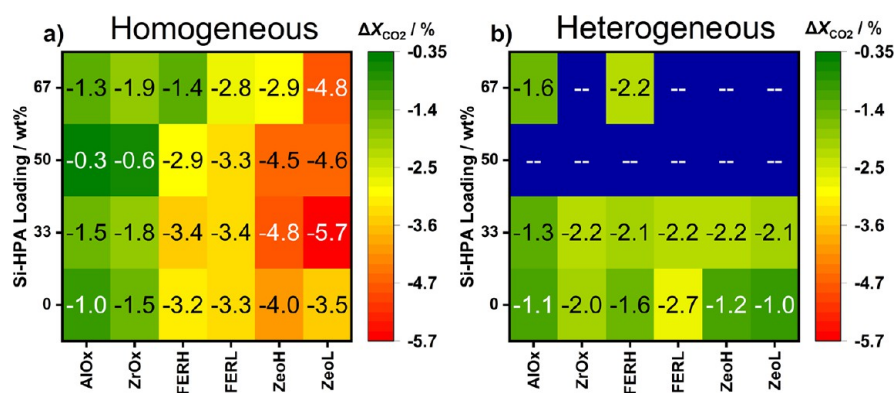 a) Homogeneous
ΔX_CO2 / %
Si-HPA Loading / wt%
67 -1.3 -1.9 -1.4 -2.8 -2.9 -4.8
50 -0.3 -0.6 -2.9 -3.3 -4.5 -4.6
33 -1.5 -1.8 -3.4 -3.4 -4.8 -5.7
0 -1.0 -1.5 -3.2 -3.3 -4.0 -3.5
AlOx ZrOx FERH FERL ZeoH ZeoL
-0.35
-1.4
-2.5
-3.6
-4.7
-5.7
b) Heterogeneous
ΔX_CO2 / %
Si-HPA Loading / wt%
67 -1.6 -- -2.2 -- -- --
50 -- -- -- -- -- --
33 -1.3 -2.2 -2.1 -2.2 -2.2 -2.1
0 -1.1 -2.0 -1.6 -2.7 -1.2 -1.0
AlOx ZrOx FERH FERL ZeoH ZeoL
-0.35
-1.4
-2.5
-3.6
-4.7
-5.7